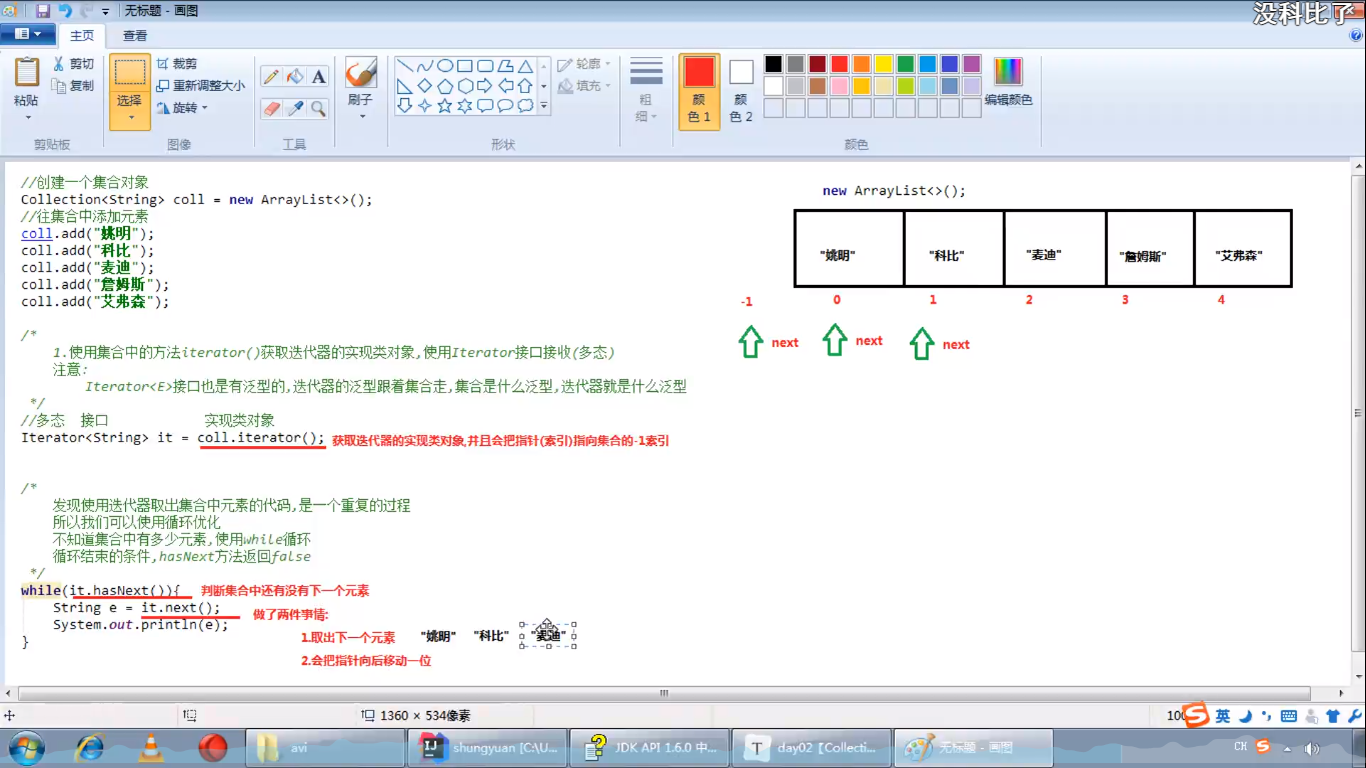 无标题 - 画图
没科比了
主页
查看
粘贴
剪切
复制
剪贴板
选择
裁剪
重新调整大小
旋转
图像
A
工具
刷子
轮廓
填充
形状
粗
细
颜
色 1
颜
色 2
编辑颜色
颜色
//创建一个集合对象
Collection<String> coll = new ArrayList<>();
//往集合中添加元素
coll.add("姚明");
coll.add("科比");
coll.add("麦迪");
coll.add("詹姆斯");
coll.add("艾弗森");
/*
1.使用集合中的方法iterator()获取迭代器的实现类对象,使用Iterator接口接收(多态)
注意:
Iterator<E>接口也是有泛型的,迭代器的泛型跟着集合走,集合是什么泛型,迭代器就是什么泛型
*/
//多态 接口 实现类对象
Iterator<String> it = coll.iterator(); 获取迭代器的实现类对象,并且会把指针(索引)指向集合的-1索引
/*
发现使用迭代器取出集合中元素的代码,是一个重复的过程
所以我们可以使用循环优化
不知道集合中有多少元素,使用while循环
循环结束的条件,hasNext方法返回false
*/
while(it.hasNext()){ 判断集合中还有没有下一个元素
String e = it.next(); 做了两件事情:
System.out.println(e);
1.取出下一个元素 "姚明" "科比" "麦迪"
}
2.会把指针向后移动一位
new ArrayList<>();
"姚明" "科比" "麦迪" "詹姆斯" "艾弗森"
-1 0 1 2 3 4
next next next
1360 × 534像素
100
英
avi
shungyuan [C:\U...
JDK API 1.6.0 中...
day02【Collecti...
无标题 - 画图
CH